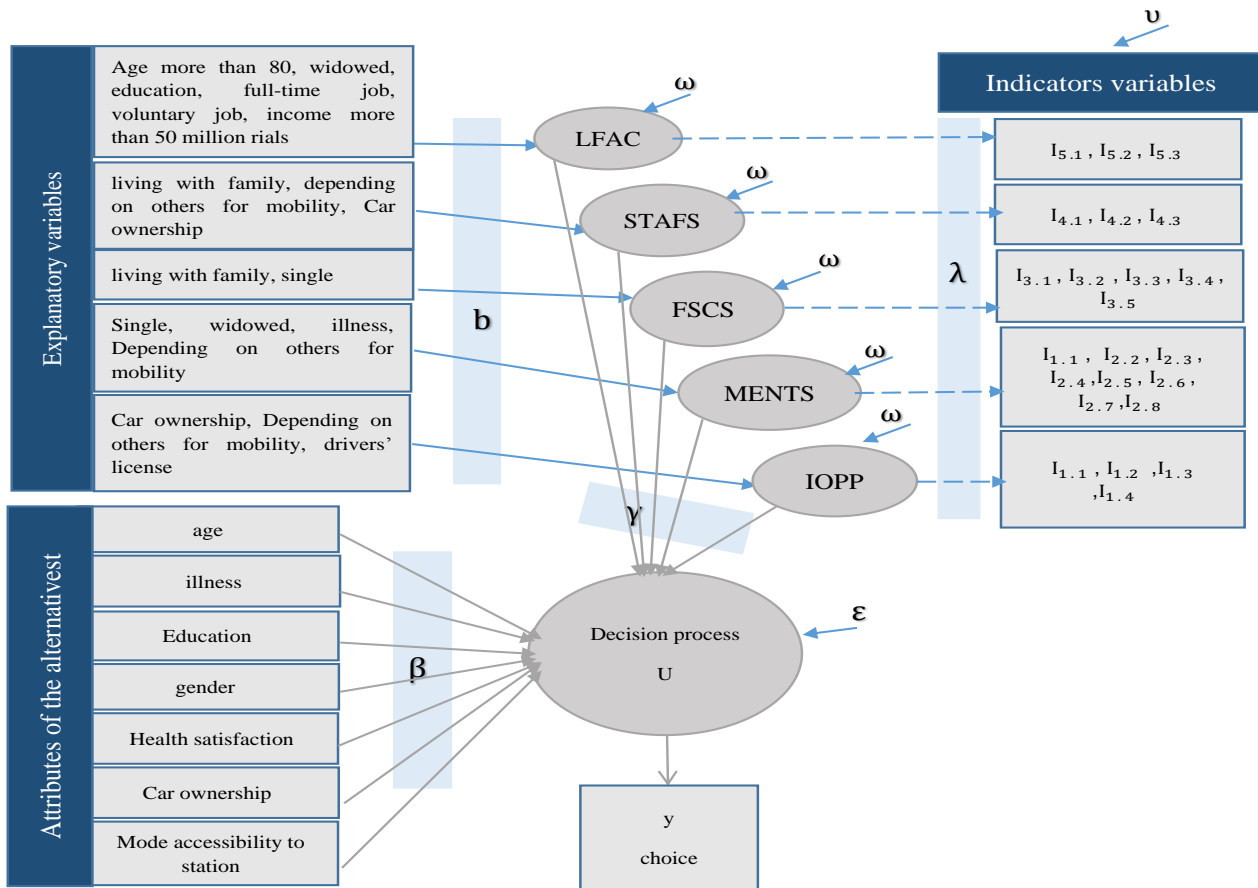 Explanatory variables
Age more than 80, widowed,
education, full-time job,
voluntary job, income more
than 50 million rials
living with family, depending
on others for mobility, Car
ownership
living with family, single
Single, widowed, illness,
Depending on others for
mobility
Car ownership, Depending on
others for mobility, drivers'
license
b
LFAC
ω
STAFS
ω
FSCS
ω
MENTS
ω
IOPP
ω
λ
υ
Indicators variables
I5.1 , I5.2 , I5.3
I4.1 , I4.2 , I4.3
I3.1 , I3.2 , I3.3 , I3.4 ,
I3.5
I1.1 , I2.2 , I2.3 ,
I2.4 ,I2.5 , I2.6 ,
I2.7 ,I2.8
I1.1 , I1.2 ,I1.3
,I1.4
γ
Attributes of the alternativest
age
illness
Education
gender
Health satisfaction
Car ownership
Mode accessibility to
station
β
Decision process
U
ε
y
choice